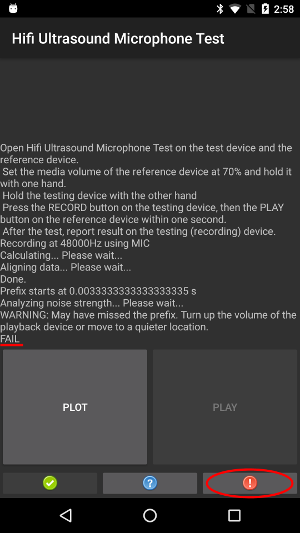 2:58
Hifi Ultrasound Microphone Test
Open Hifi Ultrasound Microphone Test on the test device and the
reference device.
Set the media volume of the reference device at 70% and hold it
with one hand.
Hold the testing device with the other hand
Press the RECORD button on the testing device, then the PLAY
button on the reference device within one second.
After the test, report result on the testing (recording) device.
Recording at 48000Hz using MIC
Calculating... Please wait...
Aligning data... Please wait...
Done.
Prefix starts at 0.0033333333333333335 s
Analyzing noise strength... Please wait...
WARNING: May have missed the prefix. Turn up the volume of the
playback device or move to a quieter location.
FAIL
PLOT
PLAY